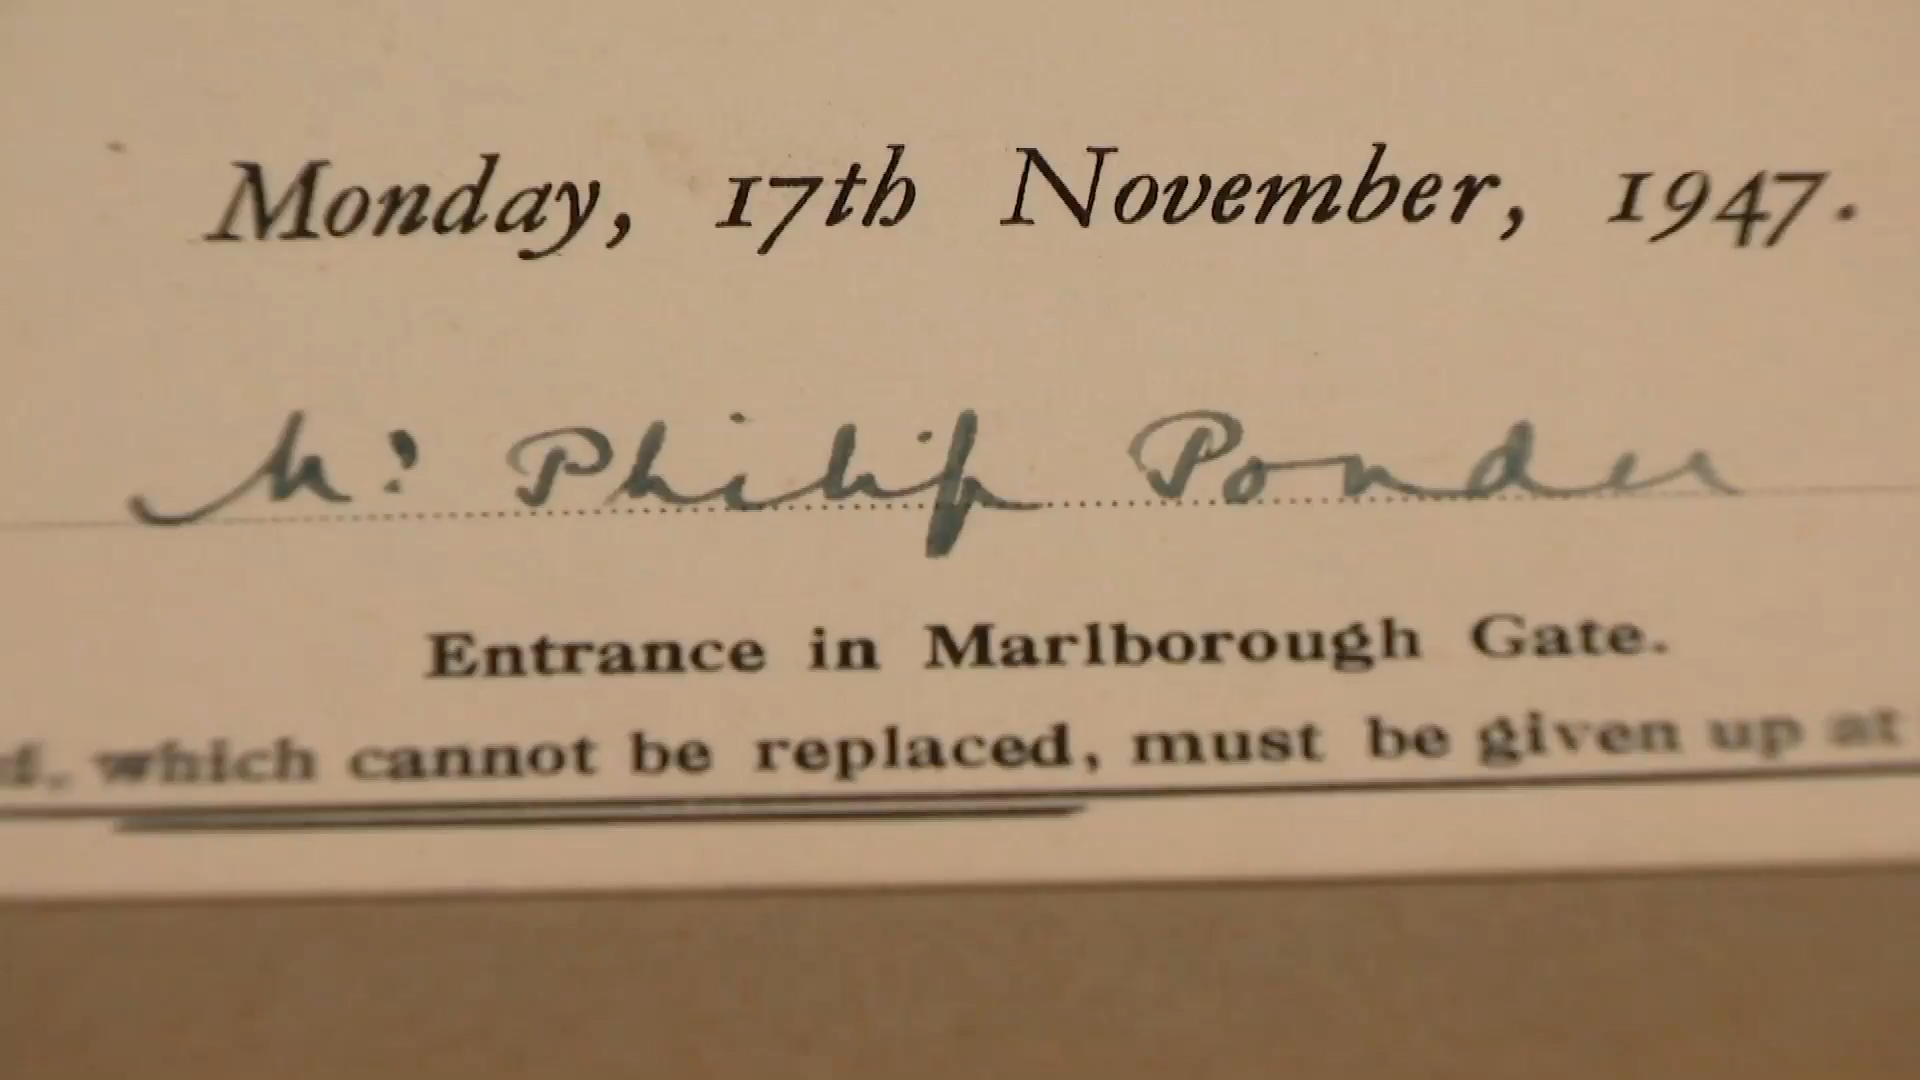 Monday, 17th November, 1947.
Mr Philip Ponder
Entrance in Marlborough Gate.
which cannot be replaced, must be given up at